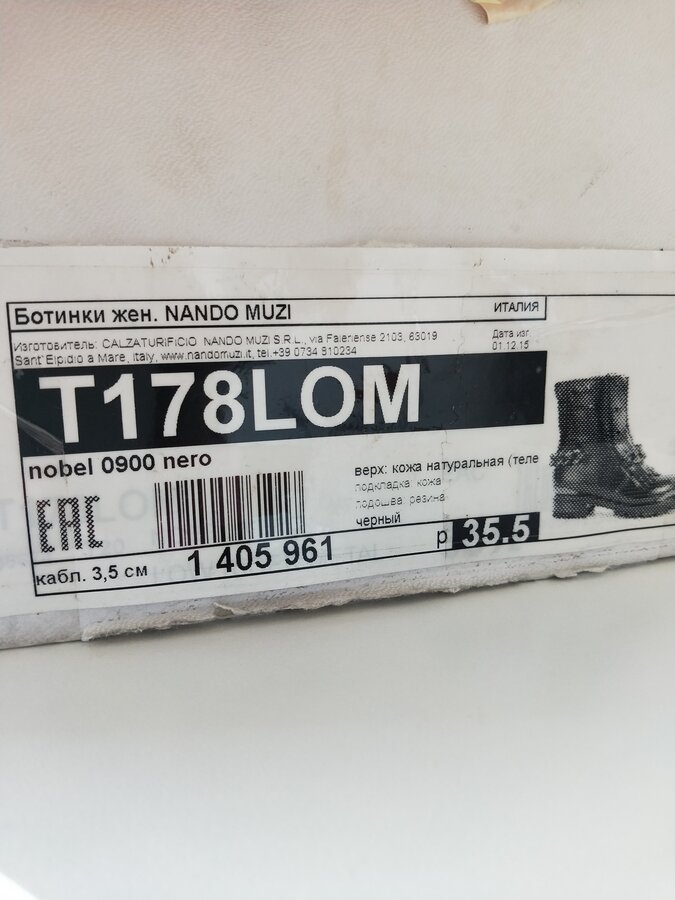 Ботинки жен. NANDO MUZI ИТАЛИЯ
Изготовитель: CALZATURIFICIO NANDO MUZI S.R.L., via Faleriense 2103, 63019
Sant'Elpidio a Mare, Italy, www.nandomuzi.it, tel.+39 0734 810234
Дата изг.
01.12.15
T178LOM
nobel 0900 nero
верх: кожа натуральная (теле
подкладка: кожа
подошва: резина
черный
EAC
1 405 961
р 35.5
кабл. 3,5 см